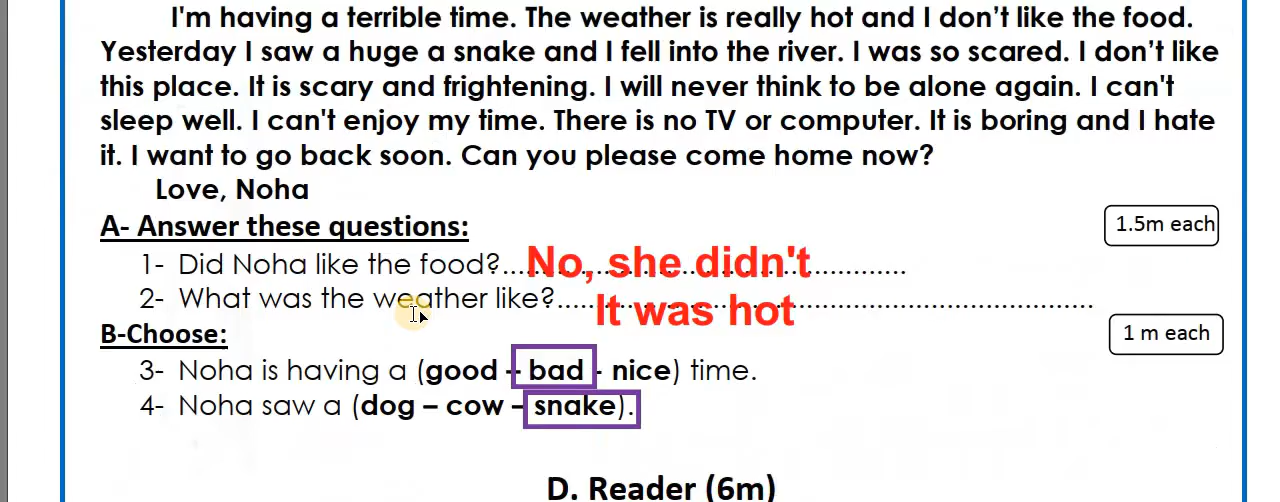 I'm having a terrible time. The weather is really hot and I don't like the food.
Yesterday I saw a huge a snake and I fell into the river. I was so scared. I don't like
this place. It is scary and frightening. I will never think to be alone again. I can't
sleep well. I can't enjoy my time. There is no TV or computer. It is boring and I hate
it. I want to go back soon. Can you please come home now?
Love, Noha
A- Answer these questions:
1.5m each
1- Did Noha like the food?.......No, she didn't.......
2- What was the weather like?.......It was hot.......
B-Choose:
1 m each
3- Noha is having a (good – bad - nice) time.
4- Noha saw a (dog – cow – snake).
D. Reader (6m)